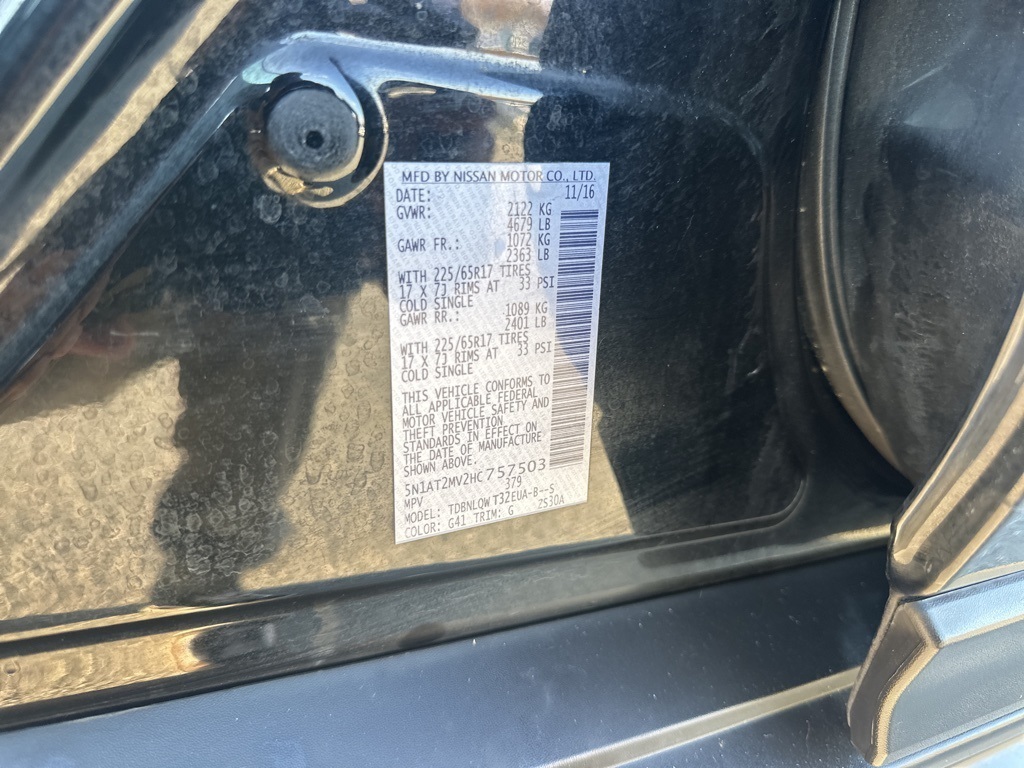 MFD BY NISSAN MOTOR CO., LTD.
DATE: 11/16
GVWR: 2122 KG
4679 LB
GAWR FR.: 1072 KG
2363 LB
WITH 225/65R17 TIRES
17 X 7J RIMS AT 33 PSI
COLD SINGLE
GAWR RR.: 1089 KG
2401 LB
WITH 225/65R17 TIRES
17 X 7J RIMS AT 33 PSI
COLD SINGLE
THIS VEHICLE CONFORMS TO
ALL APPLICABLE FEDERAL
MOTOR VEHICLE SAFETY AND
THEFT PREVENTION
STANDARDS IN EFFECT ON
THE DATE OF MANUFACTURE
SHOWN ABOVE.
5N1AT2MV2HC757503
MPV 379
MODEL: TDBNLQW T32EUA-B--S
COLOR: G41 TRIM: G 2S30A